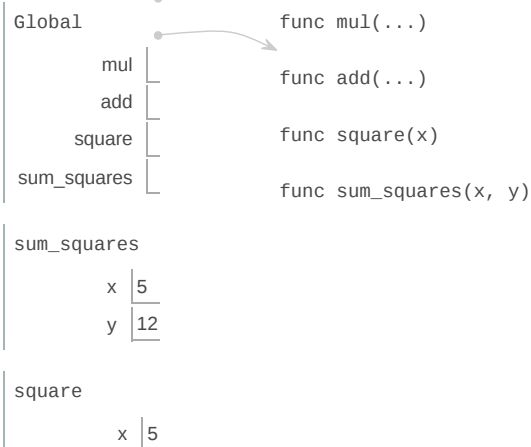 Global
func mul(...)
mul
func add(...)
add
square
func square(x)
sum_squares
func sum_squares(x, y)
sum_squares
x 5
y 12
square
x 5